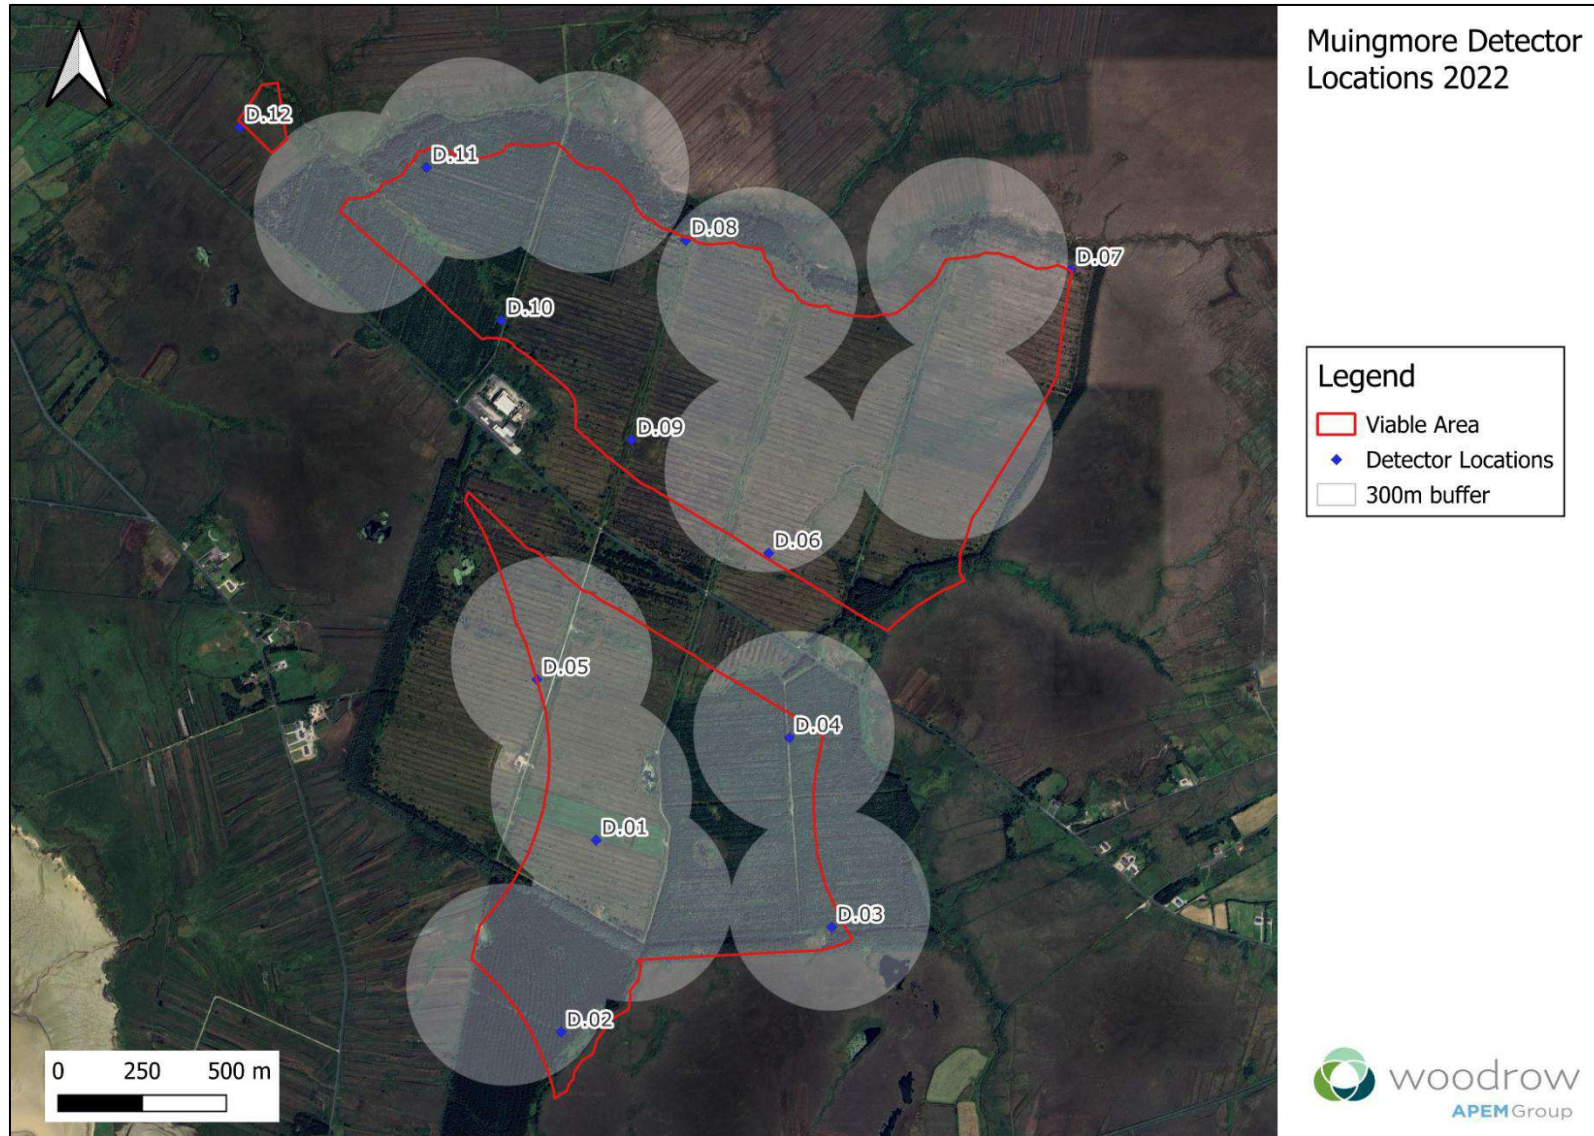 Muingmore Detector
Locations 2022
D.12
D.11
D.08
D.07
D.10
D.09
D.06
D.05
D.04
D.01
D.03
D.02
Legend
Viable Area
Detector Locations
300m buffer
0 250 500 m
woodrow
APEM Group